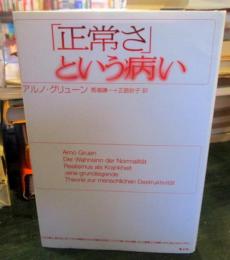 「正常さ」
という病い
アルノ・グリューン 馬場謙一+正路妙子 訳
Arno Gruen
Der Wahnsinn der Normalität
Realismus als Krankheit
:eine grundlegende
Theorie zur menschlichen Destruktivität